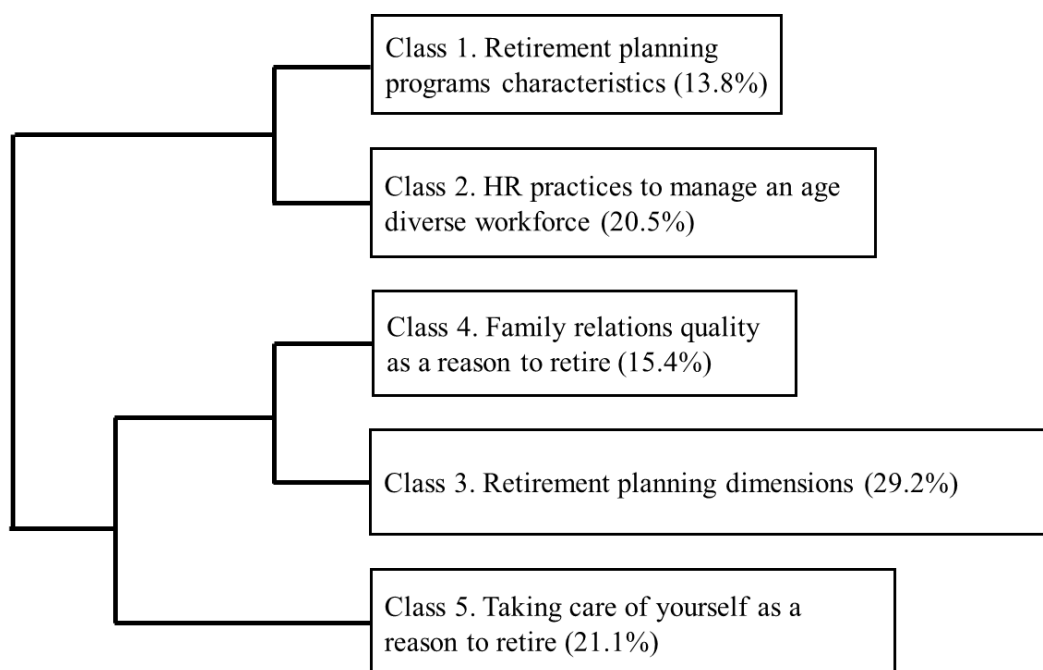 Class 1. Retirement planning
programs characteristics (13.8%)
Class 2. HR practices to manage an age
diverse workforce (20.5%)
Class 4. Family relations quality
as a reason to retire (15.4%)
Class 3. Retirement planning dimensions (29.2%)
Class 5. Taking care of yourself as a
reason to retire (21.1%)